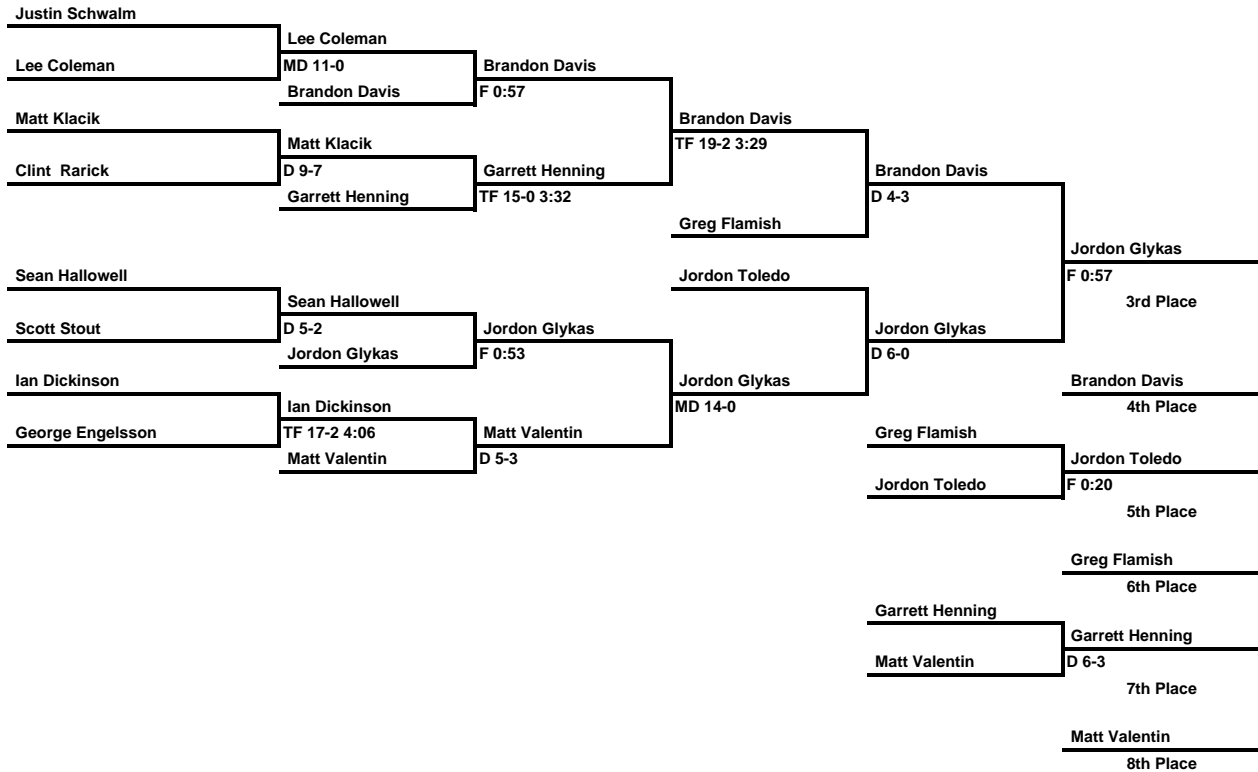 Justin Schwalm
Lee Coleman
Lee Coleman
MD 11-0
Brandon Davis
Brandon Davis
F 0:57
Matt Klacik
Clint  Rarick
Matt Klacik
D 9-7
Garrett Henning
Garrett Henning
TF 15-0 3:32
Brandon Davis
TF 19-2 3:29
Greg Flamish
Brandon Davis
D 4-3
Sean Hallowell
Scott Stout
Sean Hallowell
D 5-2
Jordon Glykas
Jordon Glykas
F 0:53
Ian Dickinson
George Engelsson
Ian Dickinson
TF 17-2 4:06
Matt Valentin
Matt Valentin
D 5-3
Jordon Toledo
Jordon Glykas
MD 14-0
Jordon Glykas
D 6-0
Jordon Glykas
F 0:57
3rd Place
Brandon Davis
4th Place
Greg Flamish
Jordon Toledo
Jordon Toledo
F 0:20
5th Place
Greg Flamish
6th Place
Garrett Henning
Matt Valentin
Garrett Henning
D 6-3
7th Place
Matt Valentin
8th Place